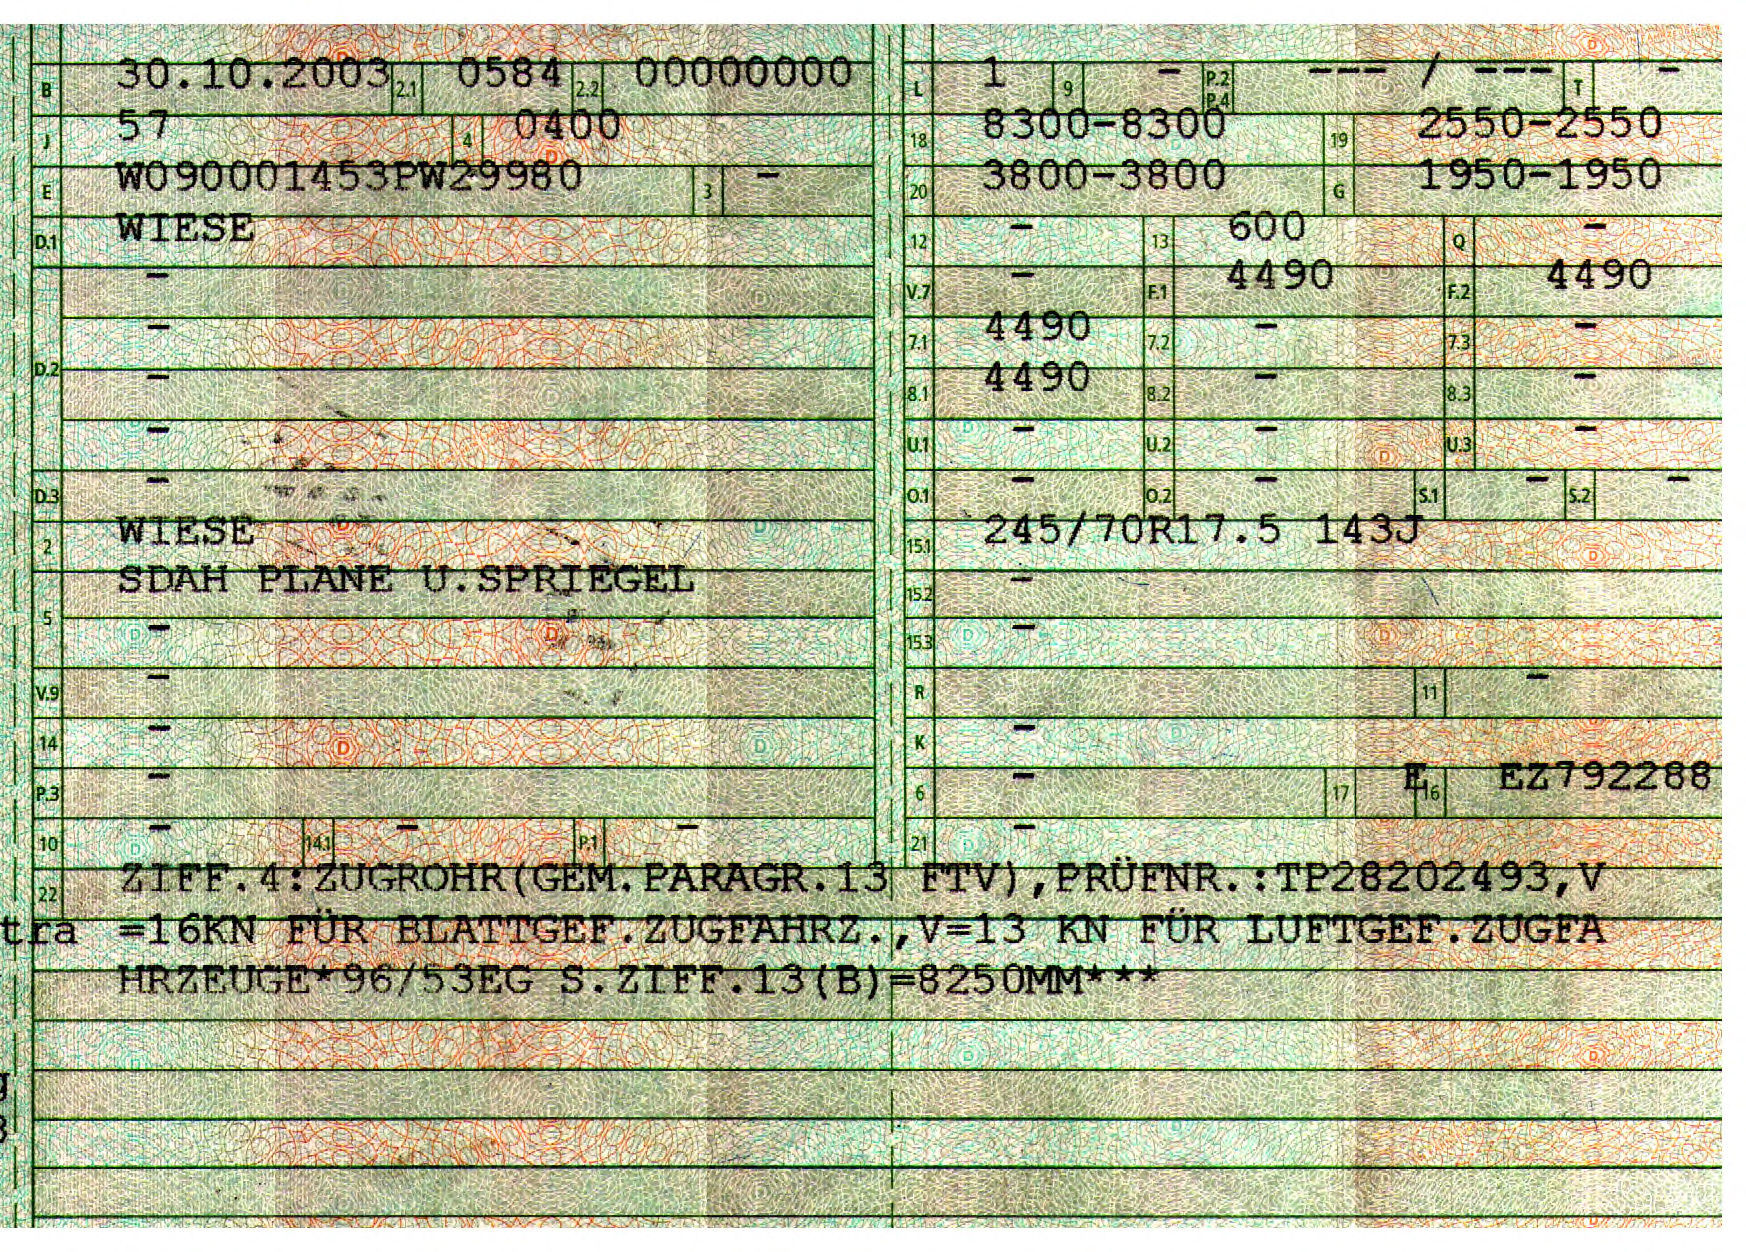 B 30.10.2003 2.1 0584 2.2 00000000
J 57 4 0400
E W090001453PW29980 3 -
D.1 WIESE
-
-
D.2 -
-
D.3 -
2 WIESE
5 SDAH PLANE U.SPRIEGEL
-
V.9 -
14 -
P.3 -
10 - 14.1 - P.1 -
L 1 9 - P.2 P.4 --- / --- T -
18 8300-8300 19 2550-2550
20 3800-3800 G 1950-1950
12 - 13 600 Q -
V.7 - F.1 4490 F.2 4490
7.1 4490 7.2 - 7.3 -
8.1 4490 8.2 - 8.3 -
U.1 - U.2 - U.3 -
O.1 - O.2 - S.1 - S.2 -
15.1 245/70R17.5 143J
15.2 -
15.3 -
R 11 -
K -
6 - 17 E 16 EZ792288
21 -
22 ZIFF.4:ZUGROHR(GEM.PARAGR.13 FTV),PRÜFNR.:TP28202493,V
tra =16KN FÜR BLATTGEF.ZUGFAHRZ.,V=13 KN FÜR LUFTGEF.ZUGFA
HRZEUGE*96/53EG S.ZIFF.13(B)=8250MM***
g
8